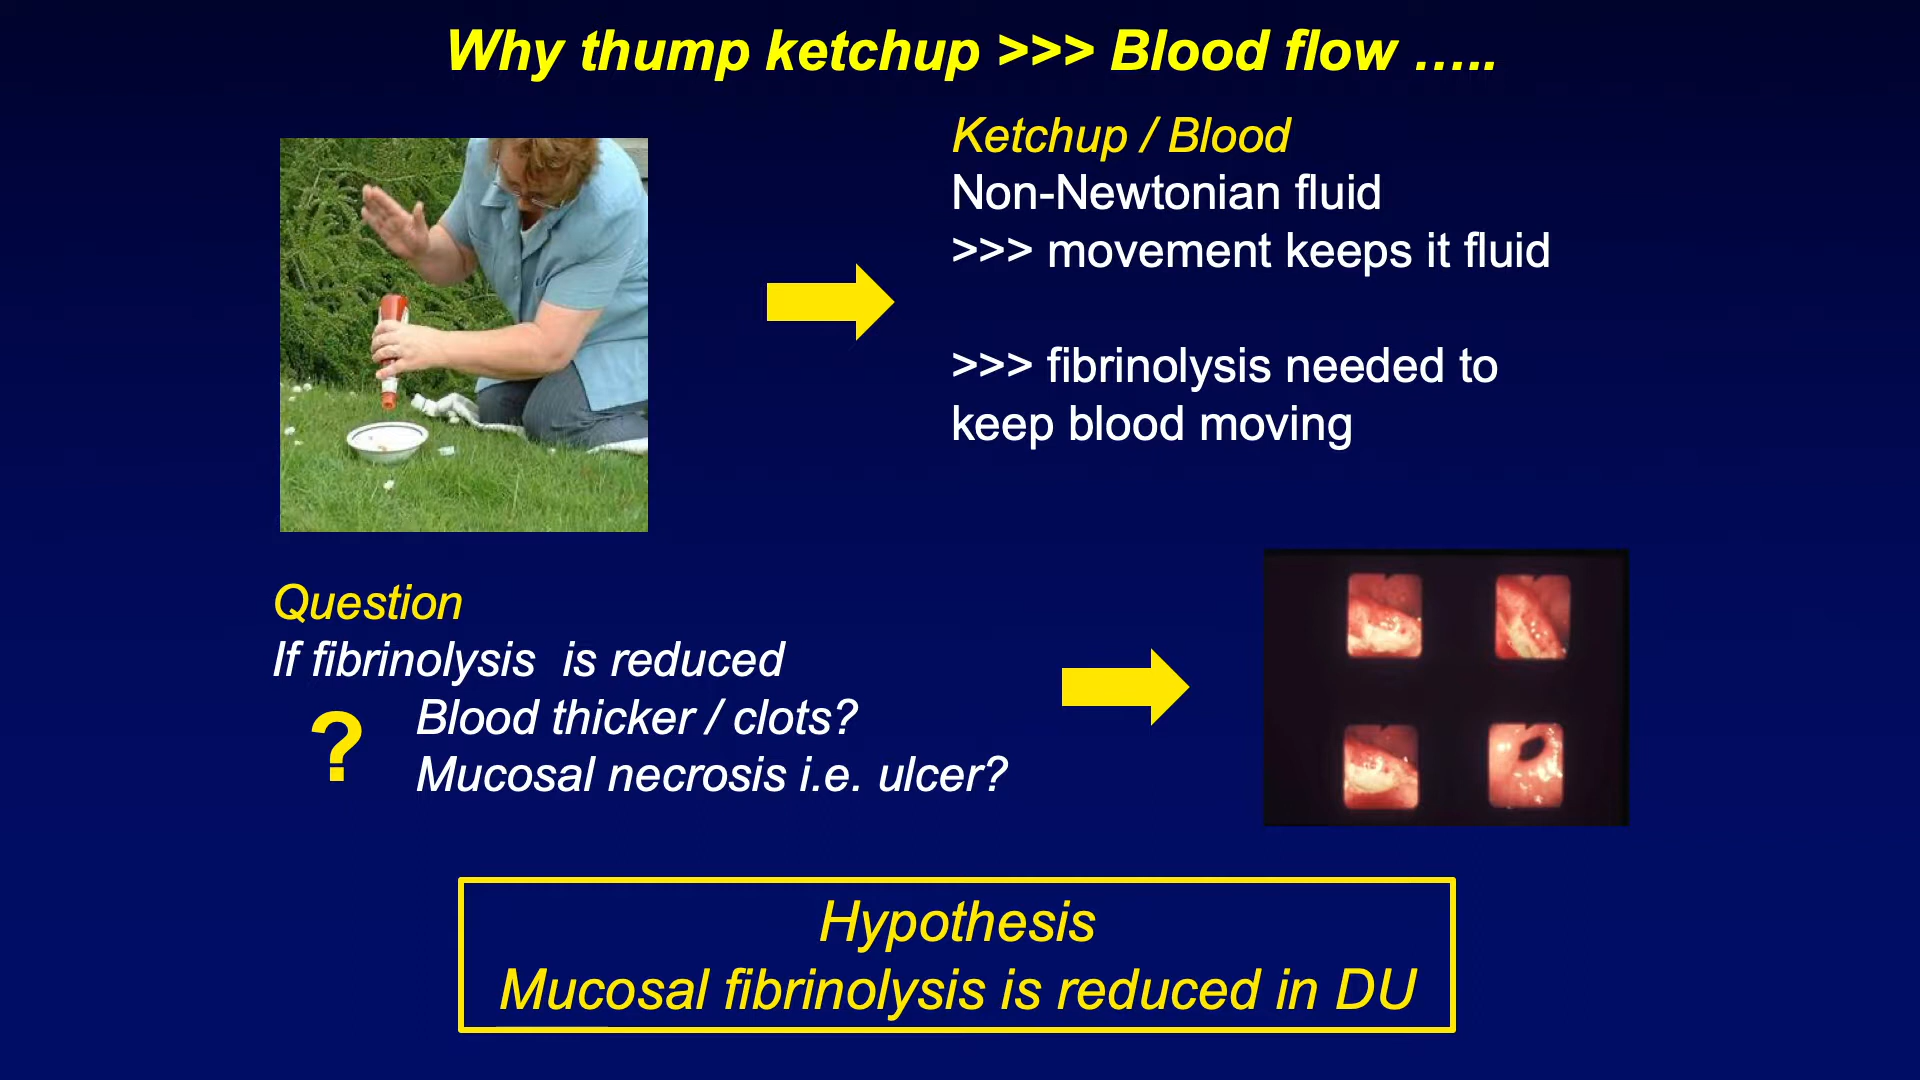 Why thump ketchup >>> Blood flow …..
Ketchup / Blood
Non-Newtonian fluid
>>> movement keeps it fluid
>>> fibrinolysis needed to
keep blood moving
Question
If fibrinolysis  is reduced
?
Blood thicker / clots?
Mucosal necrosis i.e. ulcer?
Hypothesis
Mucosal fibrinolysis is reduced in DU